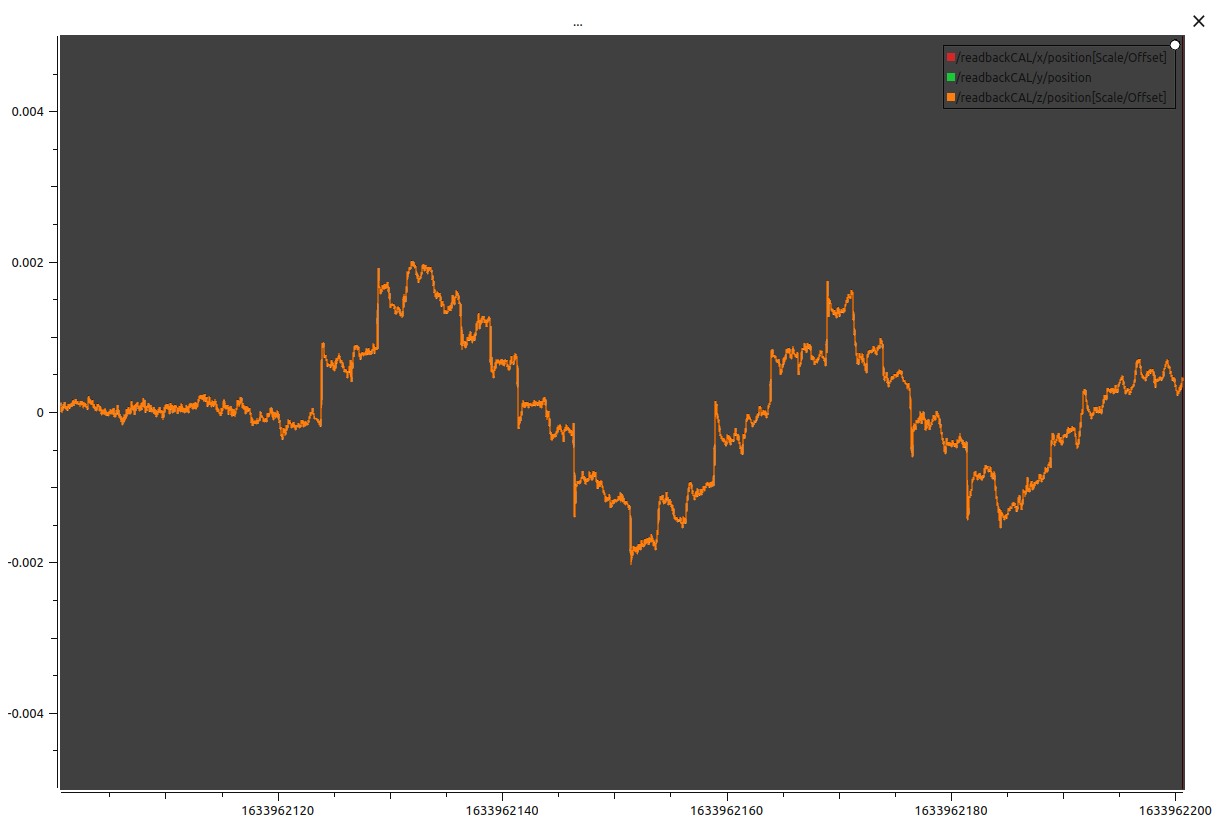 ...
/readbackCAL/x/position[Scale/Offset]
/readbackCAL/y/position
/readbackCAL/z/position[Scale/Offset]
0.004
0.002
0
-0.002
-0.004
1633962120 1633962140 1633962160 1633962180 1633962200